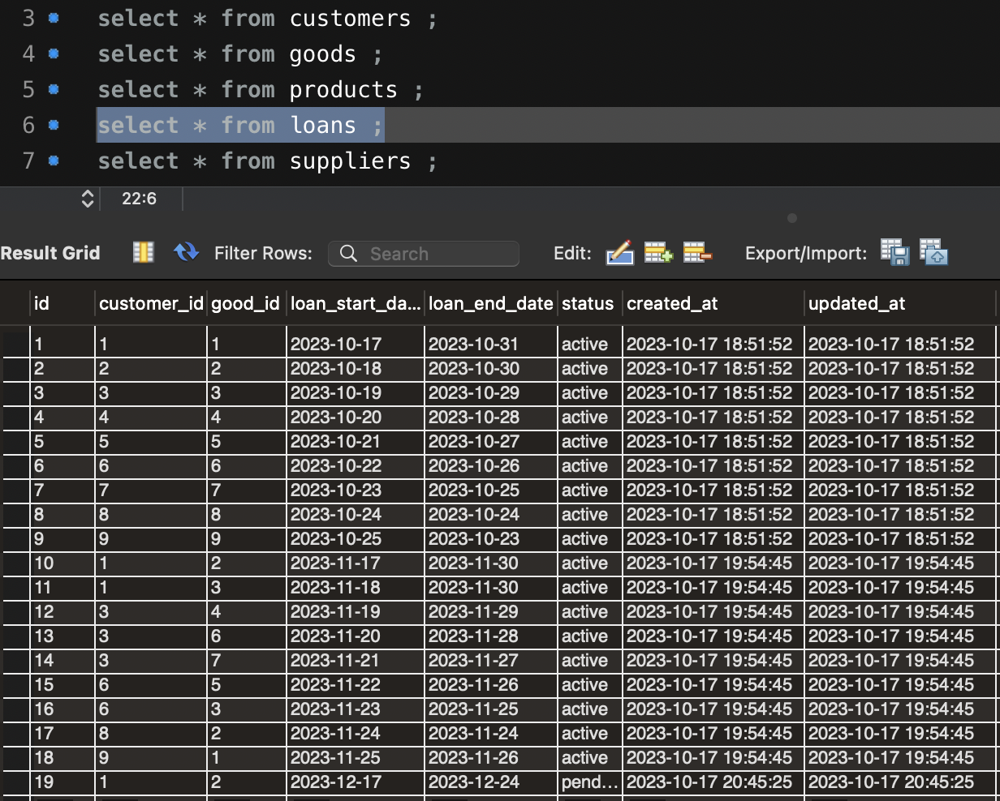 3 select * from customers ;
4 select * from goods ;
5 select * from products ;
6 select * from loans ;
7 select * from suppliers ;
22:6
Result Grid Filter Rows: Search Edit: Export/Import:
id customer_id good_id loan_start_da... loan_end_date status created_at updated_at
1 1 1 2023-10-17 2023-10-31 active 2023-10-17 18:51:52 2023-10-17 18:51:52
2 2 2 2023-10-18 2023-10-30 active 2023-10-17 18:51:52 2023-10-17 18:51:52
3 3 3 2023-10-19 2023-10-29 active 2023-10-17 18:51:52 2023-10-17 18:51:52
4 4 4 2023-10-20 2023-10-28 active 2023-10-17 18:51:52 2023-10-17 18:51:52
5 5 5 2023-10-21 2023-10-27 active 2023-10-17 18:51:52 2023-10-17 18:51:52
6 6 6 2023-10-22 2023-10-26 active 2023-10-17 18:51:52 2023-10-17 18:51:52
7 7 7 2023-10-23 2023-10-25 active 2023-10-17 18:51:52 2023-10-17 18:51:52
8 8 8 2023-10-24 2023-10-24 active 2023-10-17 18:51:52 2023-10-17 18:51:52
9 9 9 2023-10-25 2023-10-23 active 2023-10-17 18:51:52 2023-10-17 18:51:52
10 1 2 2023-11-17 2023-11-30 active 2023-10-17 19:54:45 2023-10-17 19:54:45
11 1 3 2023-11-18 2023-11-30 active 2023-10-17 19:54:45 2023-10-17 19:54:45
12 3 4 2023-11-19 2023-11-29 active 2023-10-17 19:54:45 2023-10-17 19:54:45
13 3 6 2023-11-20 2023-11-28 active 2023-10-17 19:54:45 2023-10-17 19:54:45
14 3 7 2023-11-21 2023-11-27 active 2023-10-17 19:54:45 2023-10-17 19:54:45
15 6 5 2023-11-22 2023-11-26 active 2023-10-17 19:54:45 2023-10-17 19:54:45
16 6 3 2023-11-23 2023-11-25 active 2023-10-17 19:54:45 2023-10-17 19:54:45
17 8 2 2023-11-24 2023-11-24 active 2023-10-17 19:54:45 2023-10-17 19:54:45
18 9 1 2023-11-25 2023-11-26 active 2023-10-17 19:54:45 2023-10-17 19:54:45
19 1 2 2023-12-17 2023-12-24 pend... 2023-10-17 20:45:25 2023-10-17 20:45:25